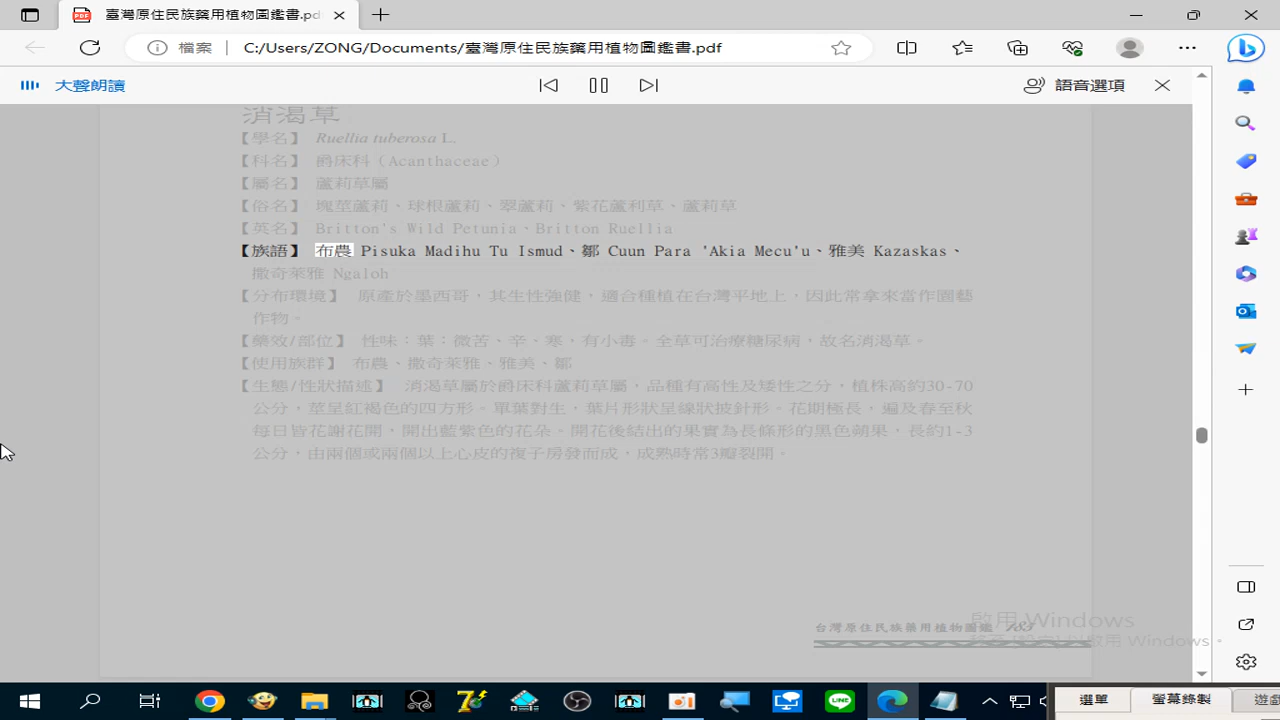 臺灣原住民族藥用植物圖鑑書.pd
檔案 C:/Users/ZONG/Documents/臺灣原住民族藥用植物圖鑑書.pdf
大聲朗讀
語音選項
消渴草
【學名】 Ruellia tuberosa L.
【科名】 爵床科（Acanthaceae）
【屬名】 蘆莉草屬
【俗名】 塊莖蘆莉、球根蘆莉、翠蘆莉、紫花蘆利草、蘆莉草
【英名】 Britton's Wild Petunia、Britton Ruellia
【族語】 布農 Pisuka Madihu Tu Ismud、鄒 Cuun Para 'Akia Mecu'u、雅美 Kazaskas、
撒奇萊雅 Ngaloh
【分布環境】 原產於墨西哥，其生性強健，適合種植在台灣平地上，因此常拿來當作園藝
作物。
【藥效/部位】 性味：葉：微苦、辛。寒，有小毒。全草可治療糖尿病，故名消渴草。
【使用族群】 布農、撒奇萊雅、雅美、鄒
【生態/性狀描述】 消渴草屬於爵床科蘆莉草屬，品種有高性及矮性之分，植株高約30-70
公分，莖呈紅褐色的四方形。單葉對生，葉片形狀呈線狀披針形。花期極長，遍及春至秋
每日皆花謝花開，開出藍紫色的花朵。開花後結出的果實為長條形的黑色蒴果，長約1-3
公分，由兩個或兩個以上心皮的複子房發而成，成熟時常3瓣裂開。
啟用 Windows
台灣原住民族藥用植物圖鑑
啟用 Windows。
選單 螢幕錄製 遊戲